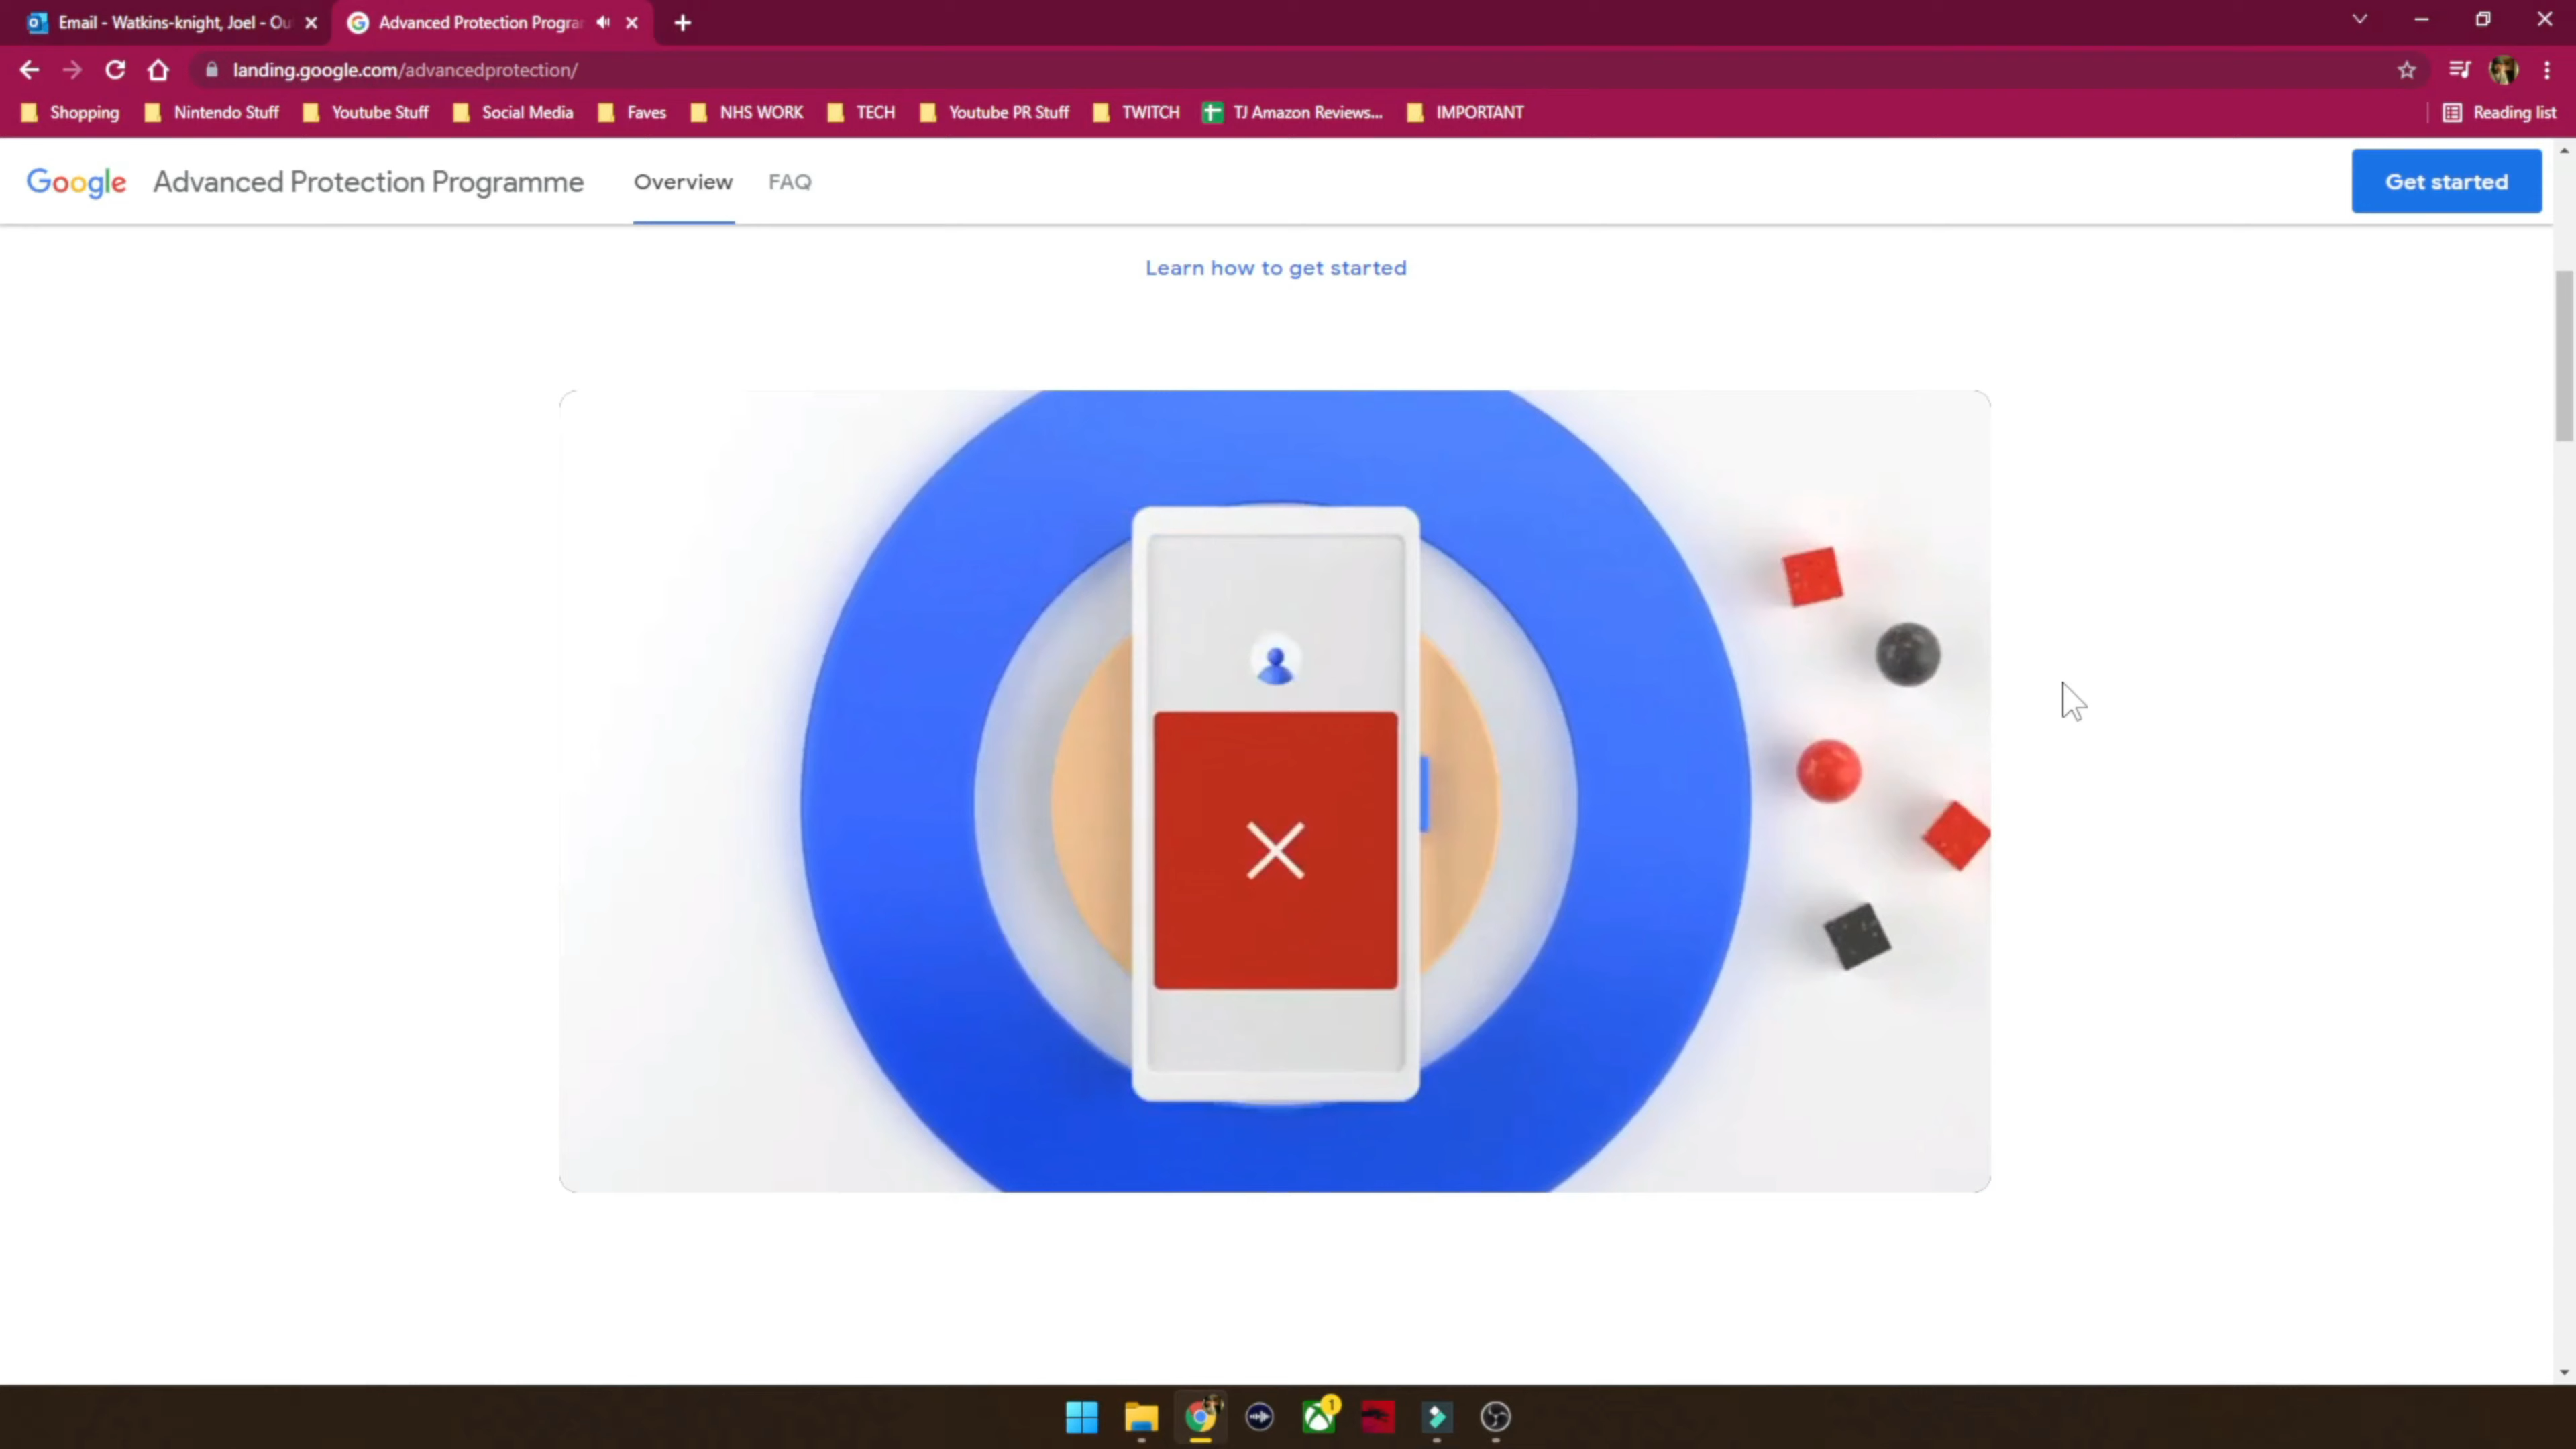 Email - Watkins-knight, Joel - Ou
Advanced Protection Progra
landing.google.com/advancedprotection/
Shopping
Nintendo Stuff
Youtube Stuff
Social Media
Faves
NHS WORK
TECH
Youtube PR Stuff
TWITCH
TJ Amazon Reviews...
IMPORTANT
Reading list
Google
Advanced Protection Programme
Overview
FAQ
Get started
Learn how to get started
1